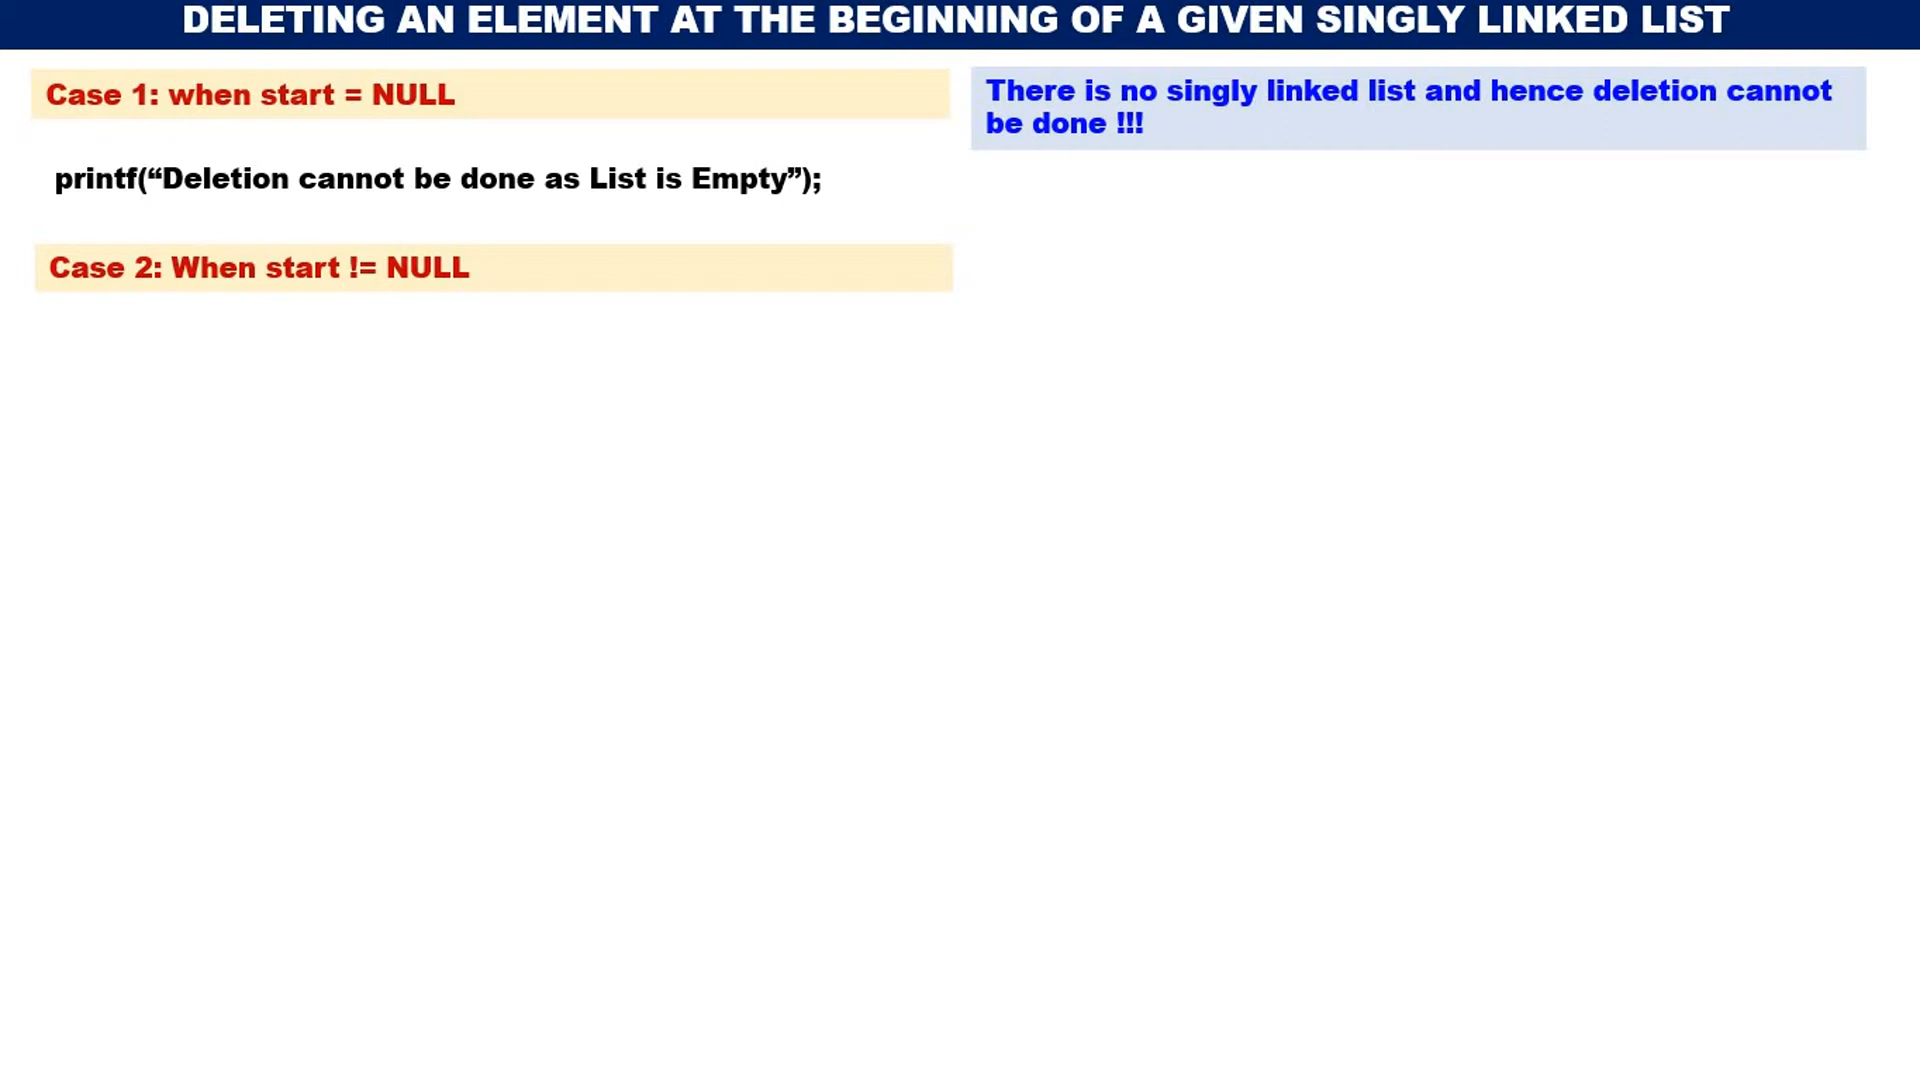 DELETING AN ELEMENT AT THE BEGINNING OF A GIVEN SINGLY LINKED LIST
Case 1: when start = NULL
There is no singly linked list and hence deletion cannot
be done !!!
printf(“Deletion cannot be done as List is Empty”);
Case 2: When start != NULL